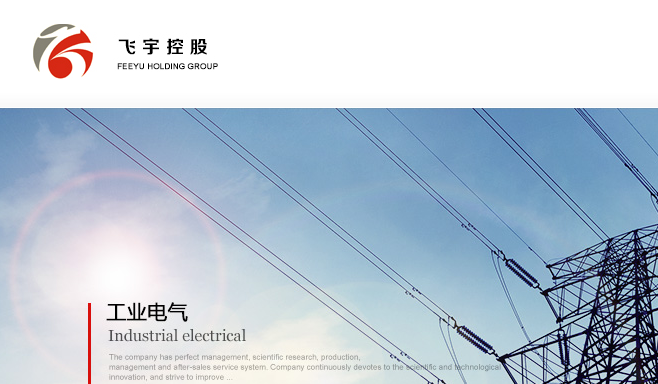 飞宇控股
FEEYU HOLDING GROUP
工业电气
Industrial electrical
The company has perfect management, scientific research, production,
management and after-sales service system. Company continuously devotes to the scientific and technological
innovation, and strive to improve ...